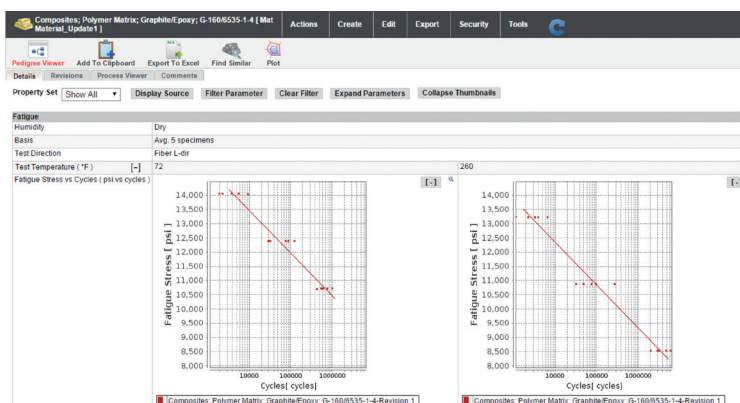 Composites; Polymer Matrix; Graphite/Epoxy; G-160/6535-1-4 [ Mat
Material_Update1 ]
Actions Create Edit Export Security Tools
Pedigree Viewer Add To Clipboard Export To Excel Find Similar Plot
Details Revisions Process Viewer Comments
Property Set Show All Display Source Filter Parameter Clear Filter Expand Parameters Collapse Thumbnails
Fatigue
Humidity Dry
Basis Avg. 5 specimens
Test Direction Fiber L-dir
Test Temperature ( °F ) [-] 72 260
Fatigue Stress vs Cycles ( psi vs cycles )
[-]
Fatigue Stress [ psi ]
14,000
13,500
13,000
12,500
12,000
11,500
11,000
10,500
10,000
9,500
9,000
8,500
8,000
10000 100000 1000000
Cycles[ cycles]
Composites; Polymer Matrix; Graphite/Epoxy; G-160/6535-1-4-Revision 1
[-]
Fatigue Stress [ psi ]
14,000
13,500
13,000
12,500
12,000
11,500
11,000
10,500
10,000
9,500
9,000
8,500
8,000
10000 100000 1000000
Cycles[ cycles]
Composites; Polymer Matrix; Graphite/Epoxy; G-160/6535-1-4-Revision 1